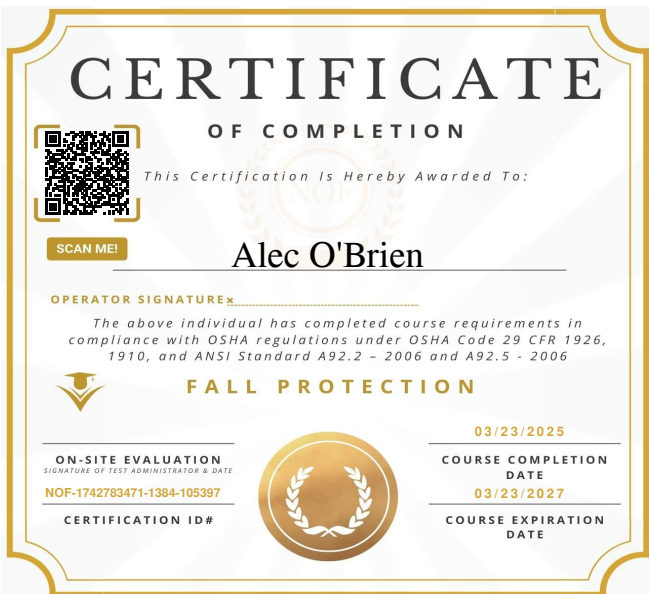 CERTIFICATE
OF COMPLETION
This Certification Is Hereby Awarded To:
NOF
SCAN ME!
Alec O'Brien
OPERATOR SIGNATURE×
The above individual has completed course requirements in
compliance with OSHA regulations under OSHA Code 29 CFR 1926,
1910, and ANSI Standard A92.2 – 2006 and A92.5 - 2006
FALL PROTECTION
ON-SITE EVALUATION
SIGNATURE OF TEST ADMINISTRATOR & DATE
NOF-1742783471-1384-105397
CERTIFICATION ID#
03/23/2025
COURSE COMPLETION
DATE
03/23/2027
COURSE EXPIRATION
DATE